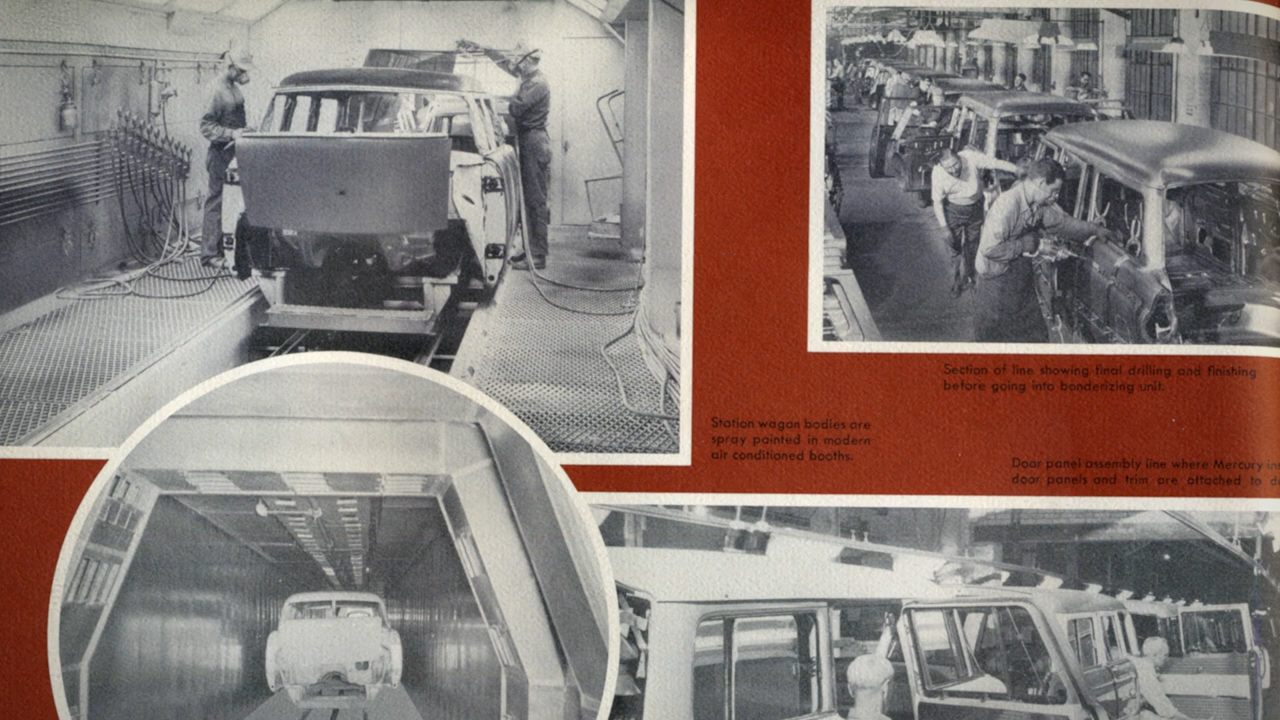 Section of line showing final drilling and finishing
before going into bonderizing unit.
Station wagon bodies are
spray painted in modern
air conditioned booths.
Door panel assembly line where Mercury
door panels and trim are attached to